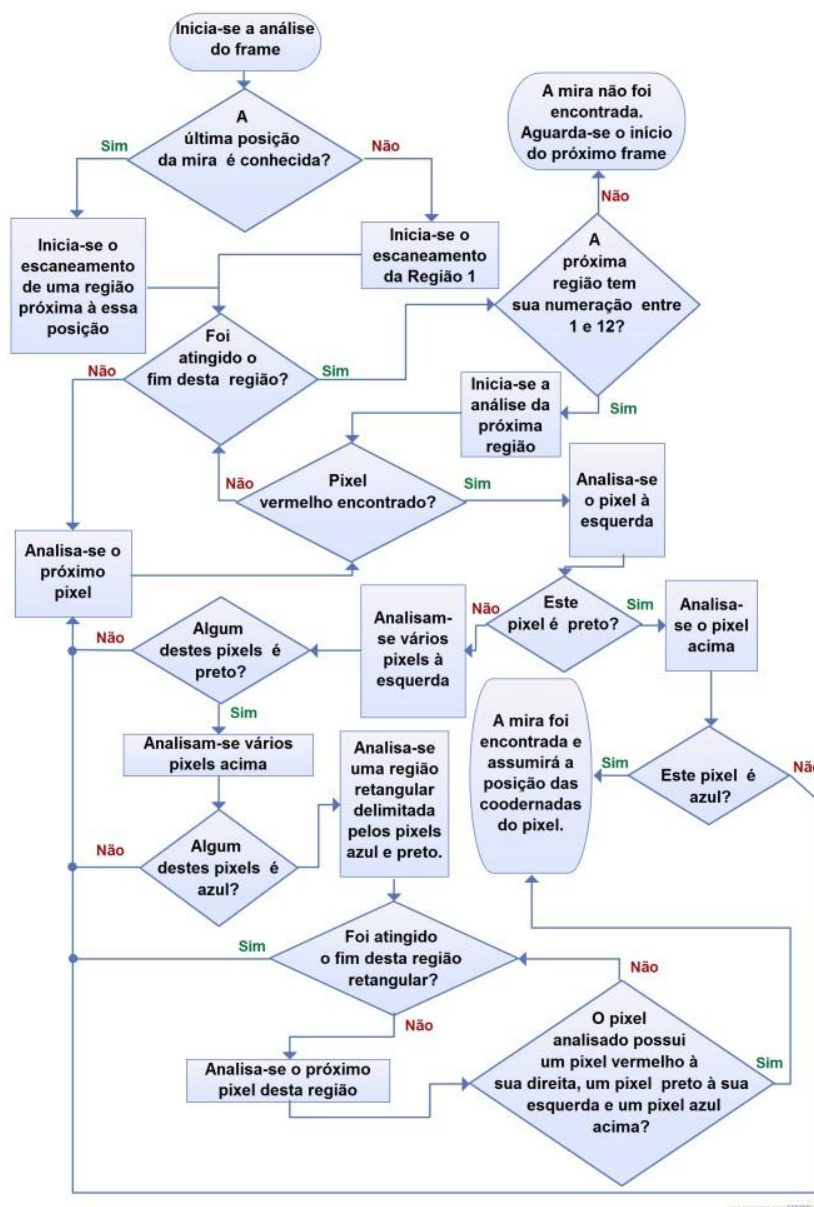 Inicia-se a análise
do frame
A
última posição
da mira é conhecida?
Sim
Não
A mira não foi
encontrada.
Aguarda-se o início
do próximo frame
Não
Inicia-se o
escaneamento
de uma região
próxima à essa
posição
Inicia-se o
escaneamento
da Região 1
A
próxima
região tem
sua numeração entre
1 e 12?
Sim
Foi
atingido o
fim desta região?
Não
Sim
Inicia-se a
análise da
próxima
região
Pixel
vermelho encontrado?
Não
Sim
Analisa-se
o pixel à
esquerda
Analisa-se o
próximo
pixel
Este
pixel é preto?
Não
Sim
Analisa-
se o pixel
acima
Analisam-
se vários
pixels à
esquerda
Algum
destes pixels é
preto?
Não
Sim
Analisam-se vários
pixels acima
Analisa-se
uma região
retangular
delimitada
pelos pixels
azul e preto.
A mira foi
encontrada e
assumirá a
posição das
coodernadas
do pixel.
Sim
Este pixel é
azul?
Não
Não
Algum
destes pixels é
azul?
Sim
Sim
Foi atingido
o fim desta região
retangular?
Não
Não
Analisa-se o próximo
pixel desta região
O pixel
analisado possui
um pixel vermelho à
sua direita, um pixel preto à sua
esquerda e um pixel azul
acima?
Sim